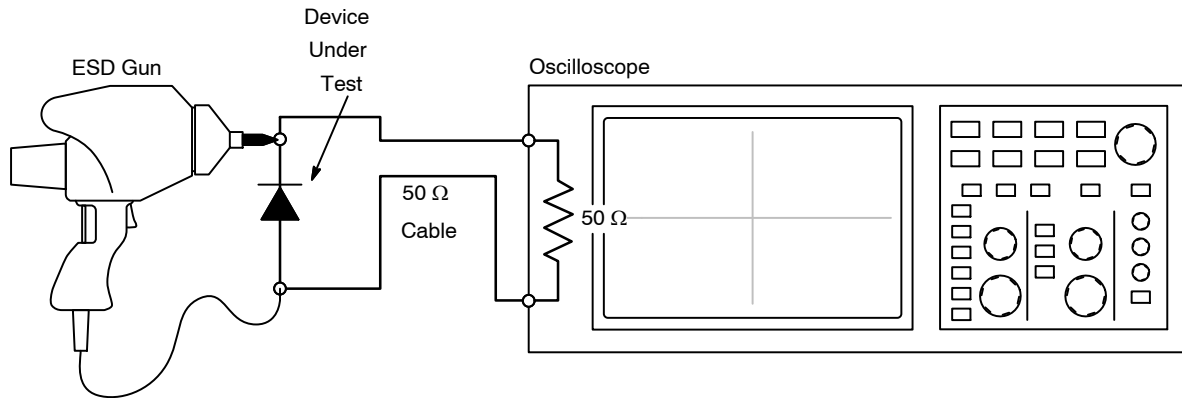 Device
Under
Test
ESD Gun
Oscilloscope
50 Ω
Cable
50 Ω